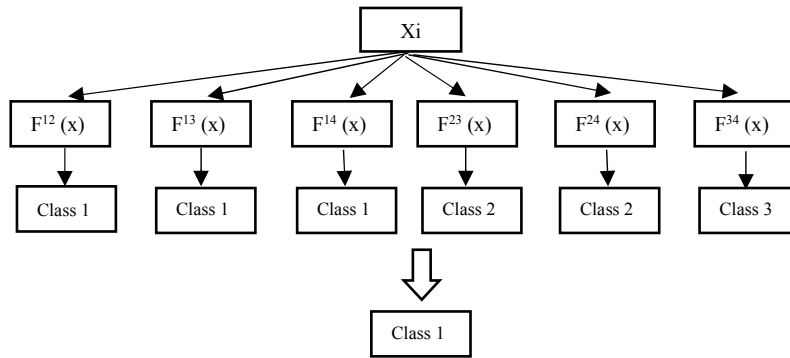 Xi
F¹² (x)
F¹³ (x)
F¹⁴ (x)
F²³ (x)
F²⁴ (x)
F³⁴ (x)
Class 1
Class 1
Class 1
Class 2
Class 2
Class 3
Class 1